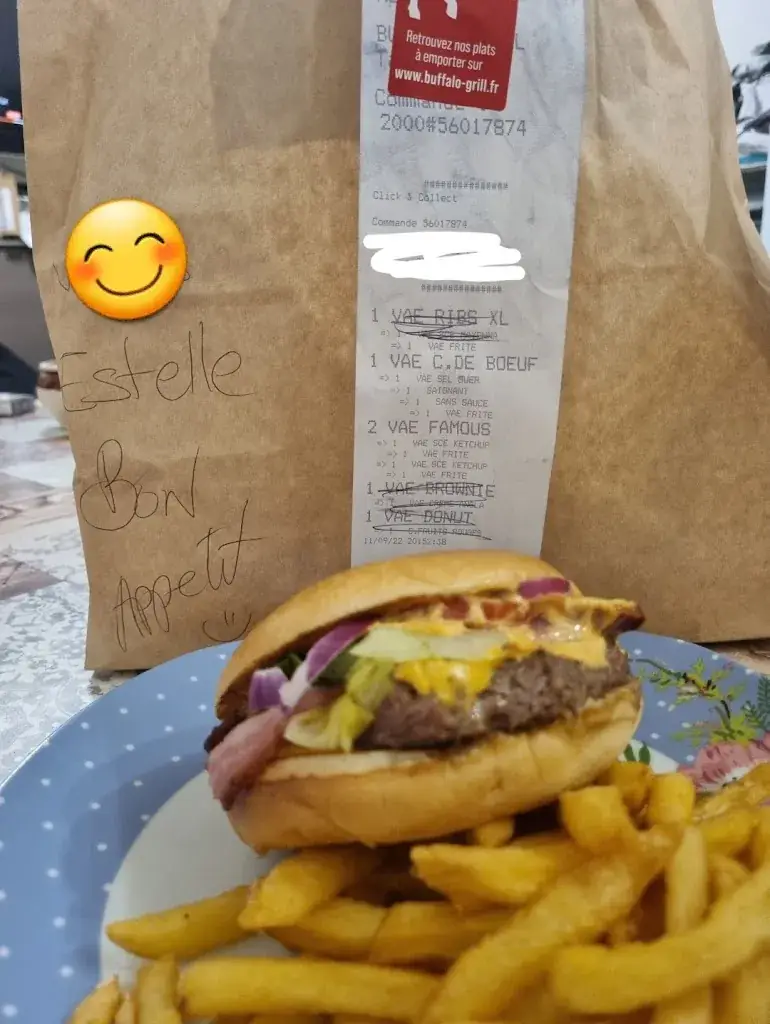 Retrouvez nos plats
à emporter sur
www.buffalo-grill.fr
2000#56017874
##############
Click & Collect
Commande 56017874
##############
1 VAE RIBS XL
=> 1 VAE FRITE
1 VAE C.DE BOEUF
=> 1 VAE SEL GUER
=> 1 SAIGNANT
=> 1 SANS SAUCE
=> 1 VAE FRITE
2 VAE FAMOUS
=> 1 VAE SCE KETCHUP
=> 1 VAE FRITE
=> 1 VAE SCE KETCHUP
=> 1 VAE FRITE
1 VAE BROWNIE
1 VAE DONUT
11/09/22
Estelle
Bon
Appetit